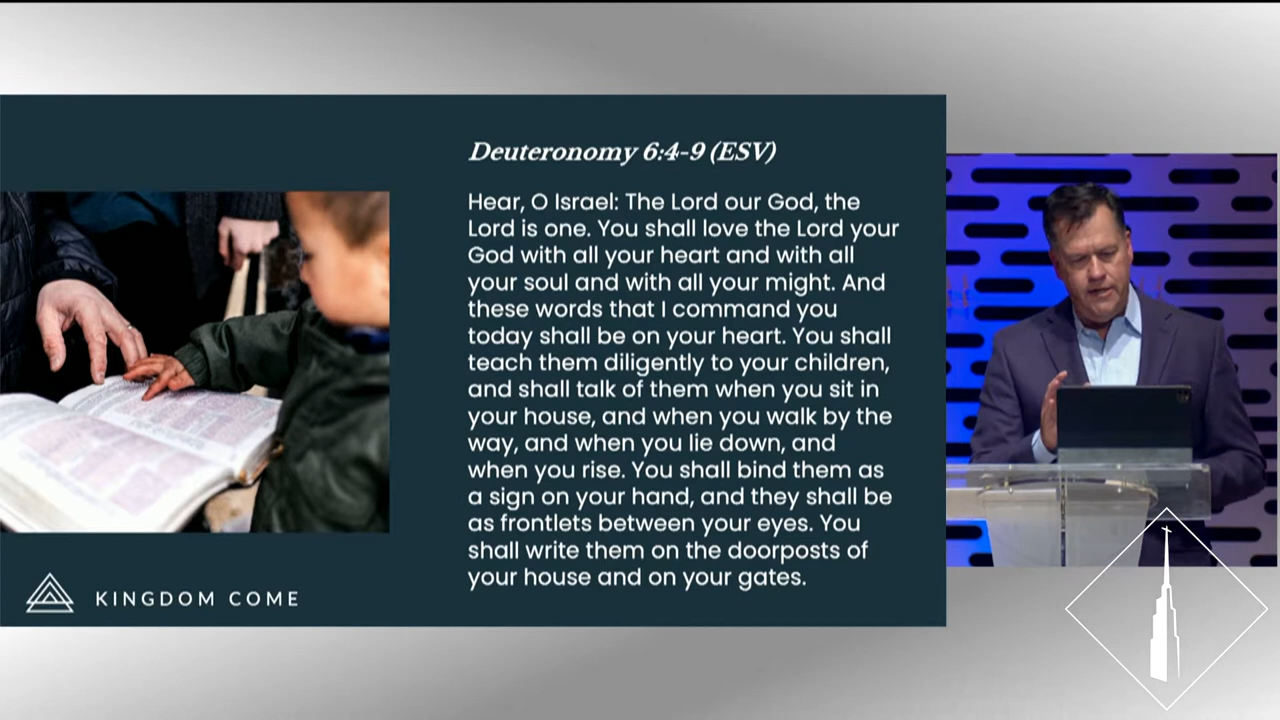 Deuteronomy 6:4-9 (ESV)
Hear, O Israel: The Lord our God, the
Lord is one. You shall love the Lord your
God with all your heart and with all
your soul and with all your might. And
these words that I command you
today shall be on your heart. You shall
teach them diligently to your children,
and shall talk of them when you sit in
your house, and when you walk by the
way, and when you lie down, and
when you rise. You shall bind them as
a sign on your hand, and they shall be
as frontlets between your eyes. You
shall write them on the doorposts of
your house and on your gates.
KINGDOM COME